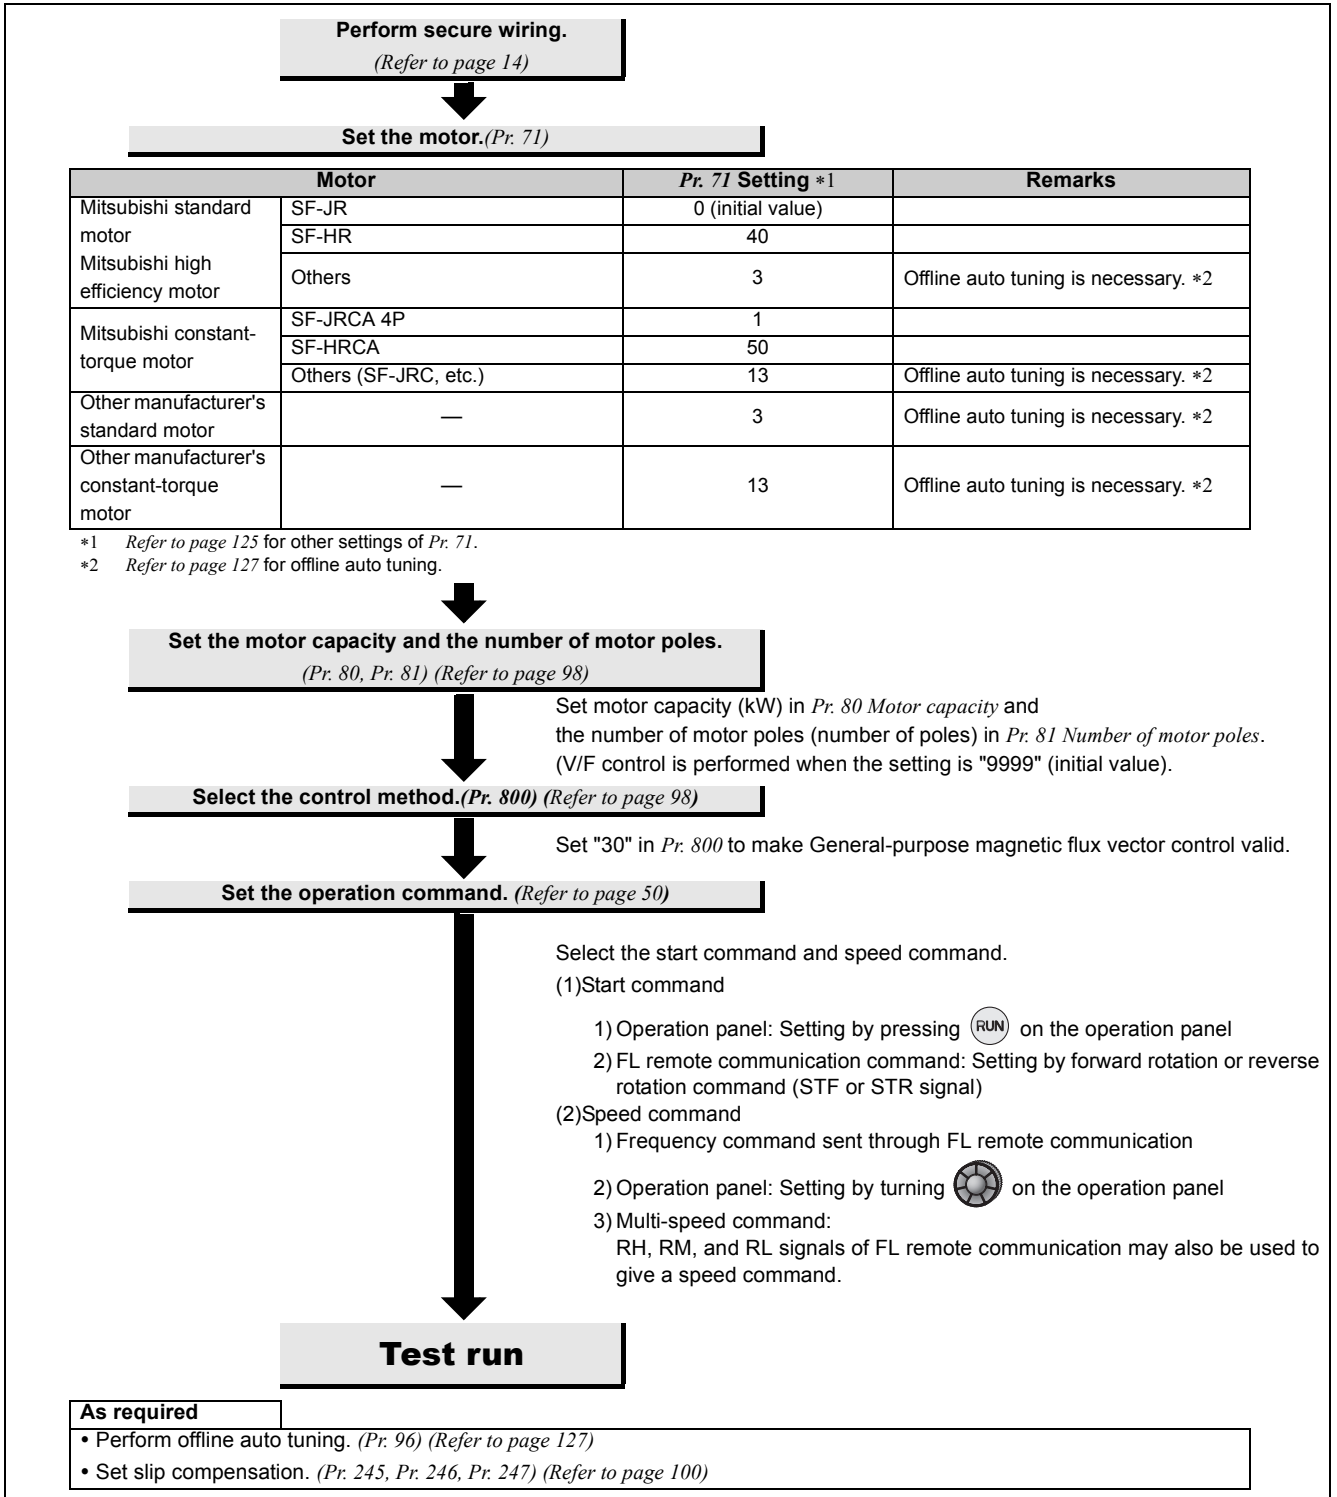 Perform secure wiring.
(Refer to page 14)
Set the motor.(Pr. 71)
Motor Pr. 71 Setting *1 Remarks
Mitsubishi standard motor Mitsubishi high efficiency motor SF-JR 0 (initial value)
SF-HR 40
Others 3 Offline auto tuning is necessary. *2
Mitsubishi constant-torque motor SF-JRCA 4P 1
SF-HRCA 50
Others (SF-JRC, etc.) 13 Offline auto tuning is necessary. *2
Other manufacturer's standard motor — 3 Offline auto tuning is necessary. *2
Other manufacturer's constant-torque motor — 13 Offline auto tuning is necessary. *2
*1 Refer to page 125 for other settings of Pr. 71.
*2 Refer to page 127 for offline auto tuning.
Set the motor capacity and the number of motor poles.
(Pr. 80, Pr. 81) (Refer to page 98)
Set motor capacity (kW) in Pr. 80 Motor capacity and
the number of motor poles (number of poles) in Pr. 81 Number of motor poles.
(V/F control is performed when the setting is "9999" (initial value).
Select the control method.(Pr. 800) (Refer to page 98)
Set "30" in Pr. 800 to make General-purpose magnetic flux vector control valid.
Set the operation command. (Refer to page 50)
Select the start command and speed command.
(1)Start command
1) Operation panel: Setting by pressing RUN on the operation panel
2) FL remote communication command: Setting by forward rotation or reverse
rotation command (STF or STR signal)
(2)Speed command
1) Frequency command sent through FL remote communication
2) Operation panel: Setting by turning on the operation panel
3) Multi-speed command:
RH, RM, and RL signals of FL remote communication may also be used to
give a speed command.
Test run
As required
• Perform offline auto tuning. (Pr. 96) (Refer to page 127)
• Set slip compensation. (Pr. 245, Pr. 246, Pr. 247) (Refer to page 100)